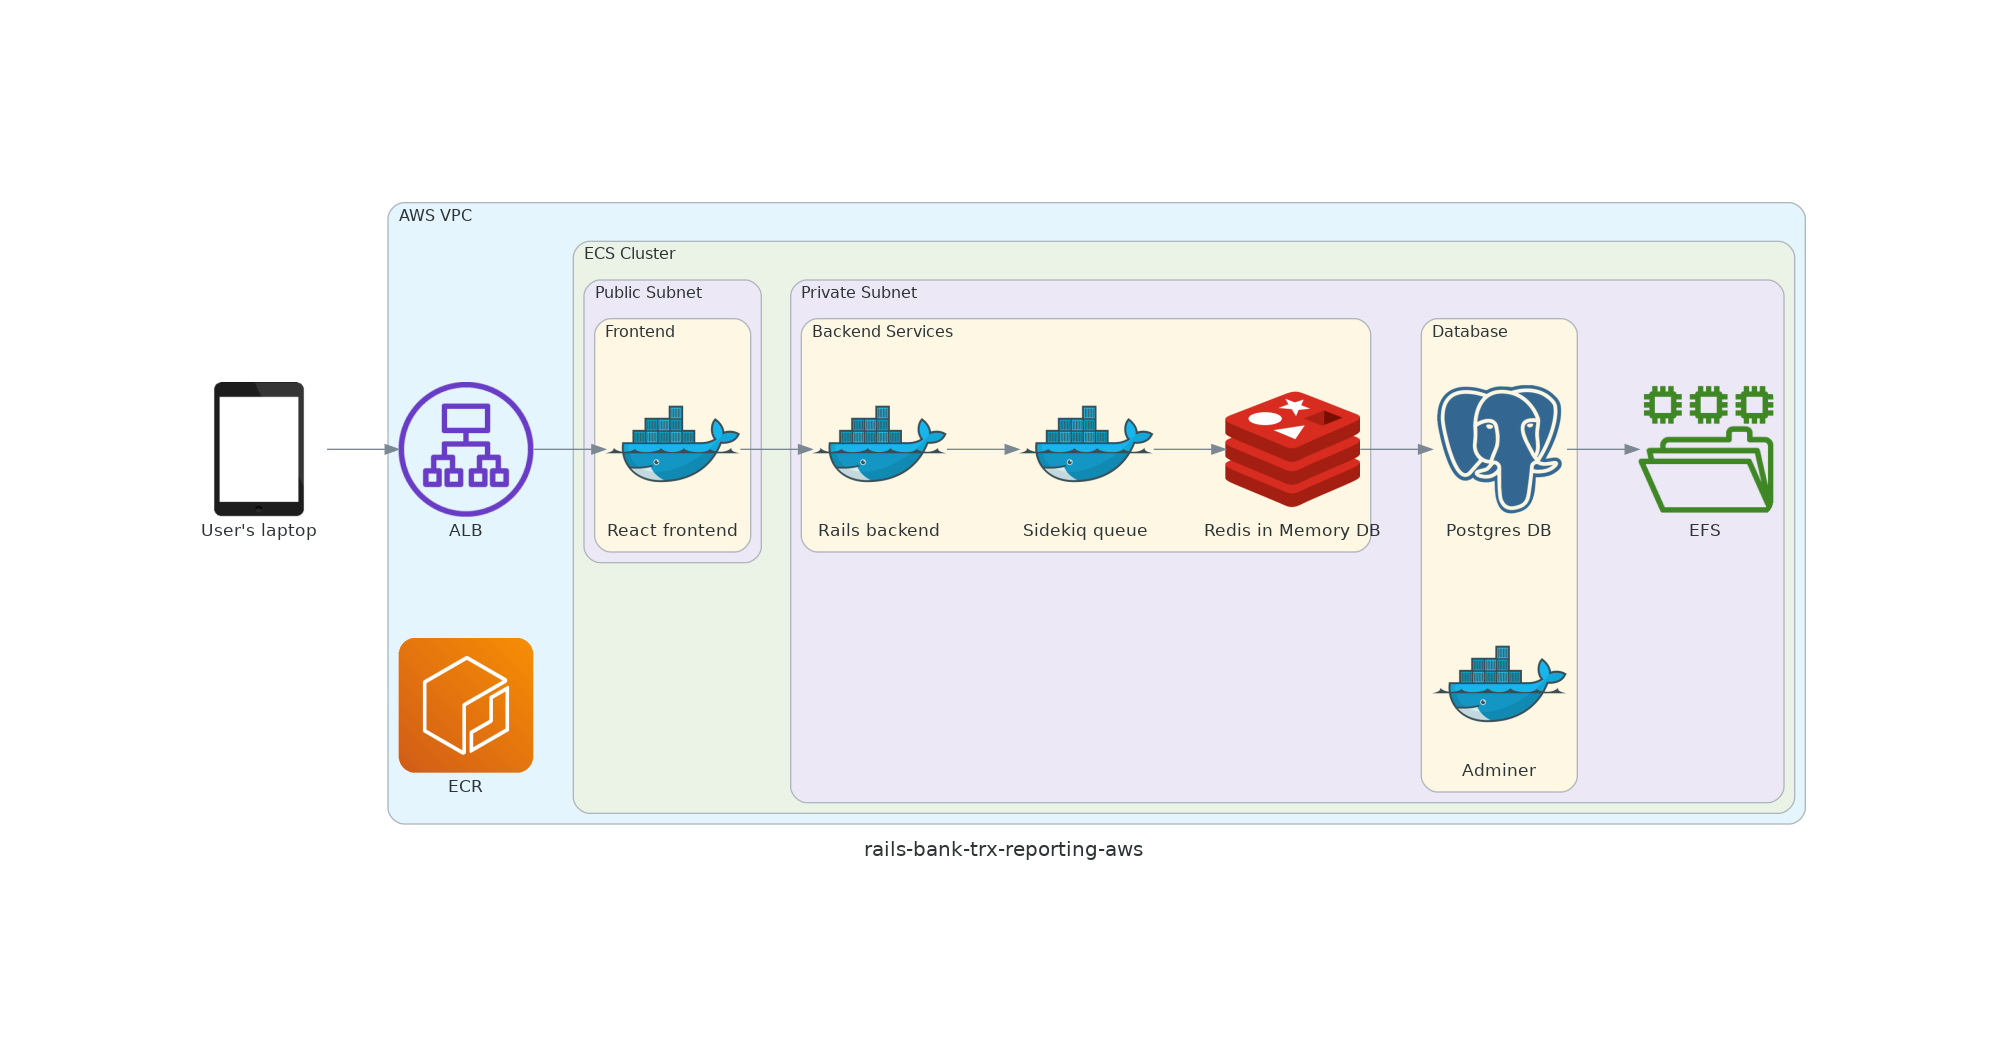 AWS VPC
ECS Cluster
Public Subnet
Private Subnet
Frontend
Backend Services
Database
User's laptop
ALB
React frontend
Rails backend
Sidekiq queue
Redis in Memory DB
Postgres DB
EFS
Adminer
ECR
rails-bank-trx-reporting-aws